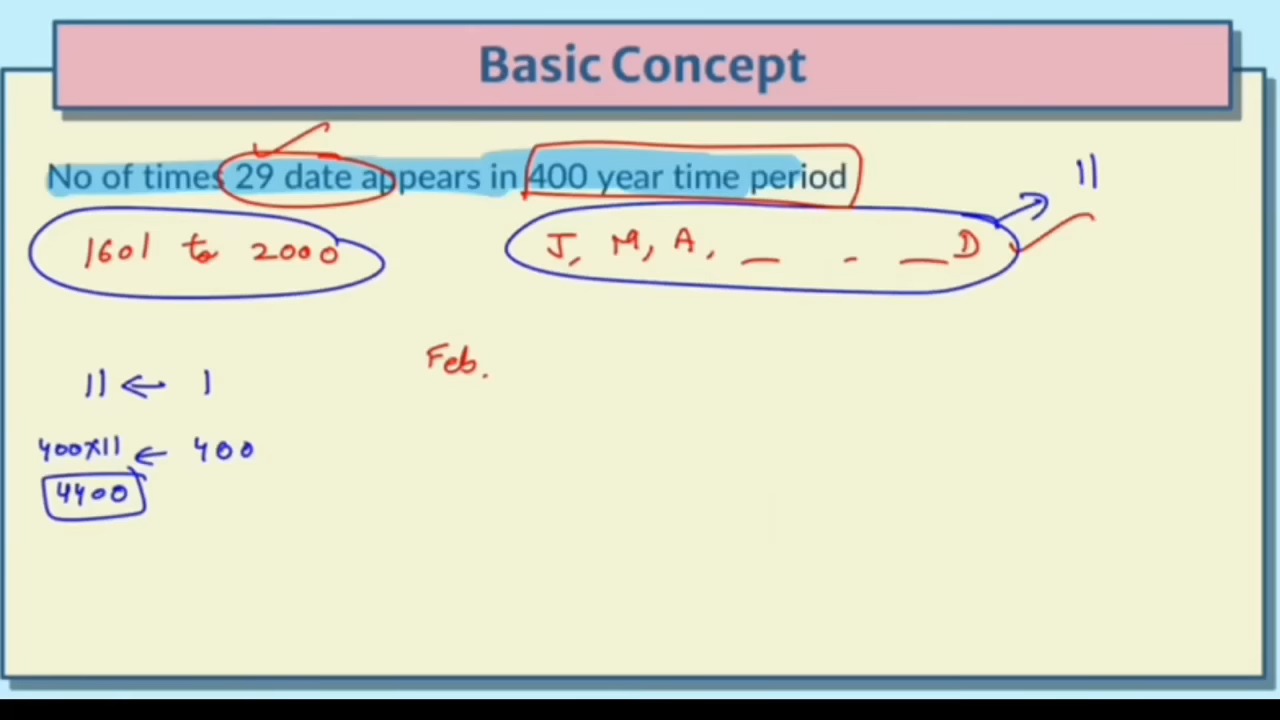 Basic Concept
No of times 29 date appears in 400 year time period
11
1601 to 2000
J, M, A, _ . _ D
Feb.
11 ← 1
400×11 ← 400
4400